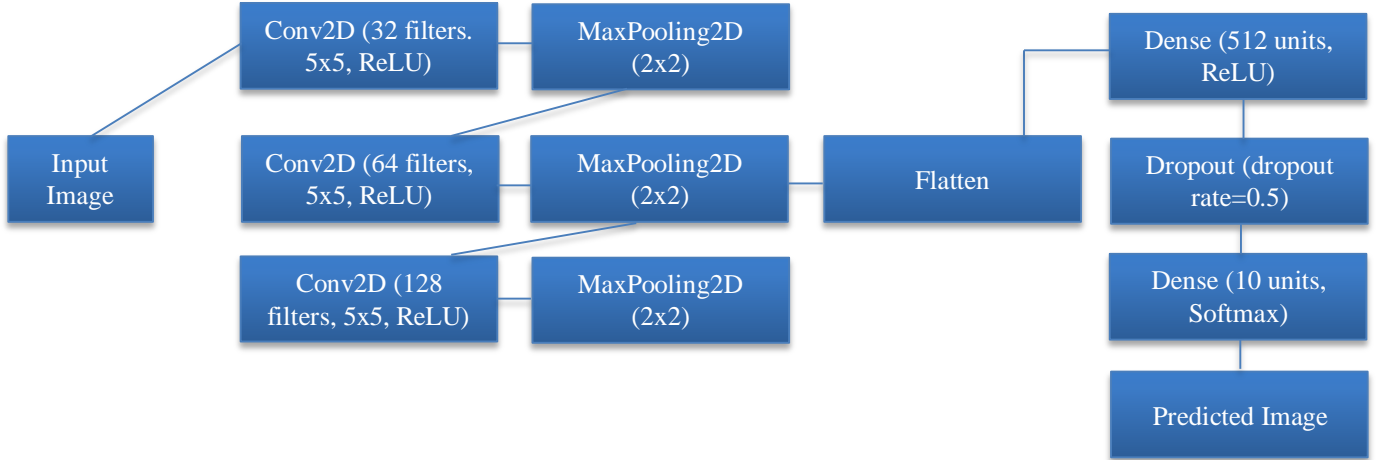 Input
Image
Conv2D (32 filters.
5x5, ReLU)
MaxPooling2D
(2x2)
Conv2D (64 filters,
5x5, ReLU)
MaxPooling2D
(2x2)
Conv2D (128
filters, 5x5, ReLU)
MaxPooling2D
(2x2)
Flatten
Dense (512 units,
ReLU)
Dropout (dropout
rate=0.5)
Dense (10 units,
Softmax)
Predicted Image